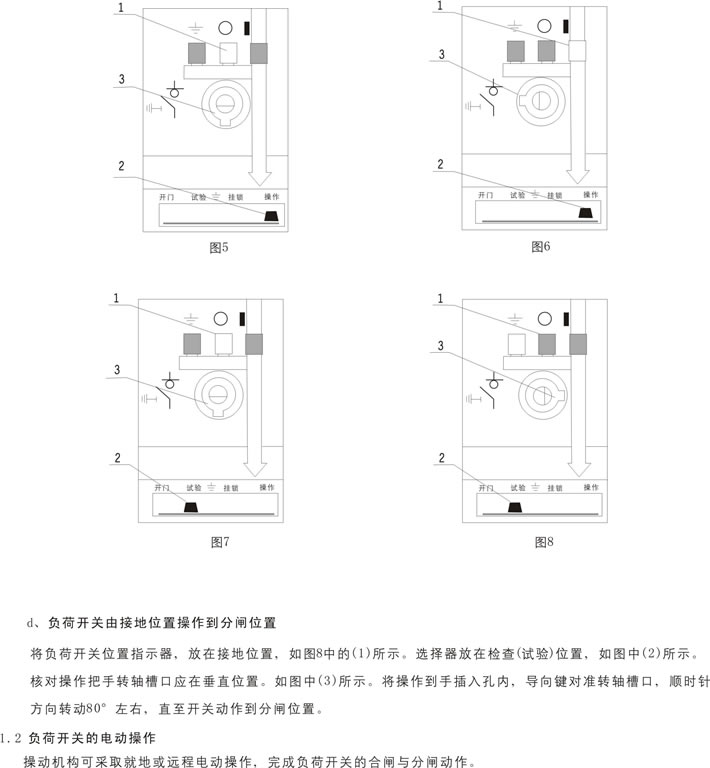 1
3
2
开门 试验 挂锁 操作
图5
1
3
2
开门 试验 挂锁 操作
图6
1
3
2
开门 试验 挂锁 操作
图7
1
3
2
开门 试验 挂锁 操作
图8
d、负荷开关由接地位置操作到分闸位置
将负荷开关位置指示器，放在接地位置，如图8中的(1)所示。选择器放在检查(试验)位置，如图中(2)所示。
核对操作把手转轴槽口应在垂直位置。如图中(3)所示。将操作到手插入孔内，导向键对准转轴槽口，顺时针
方向转动80°左右，直至开关动作到分闸位置。
1.2 负荷开关的电动操作
操动机构可采取就地或远程电动操作，完成负荷开关的合闸与分闸动作。